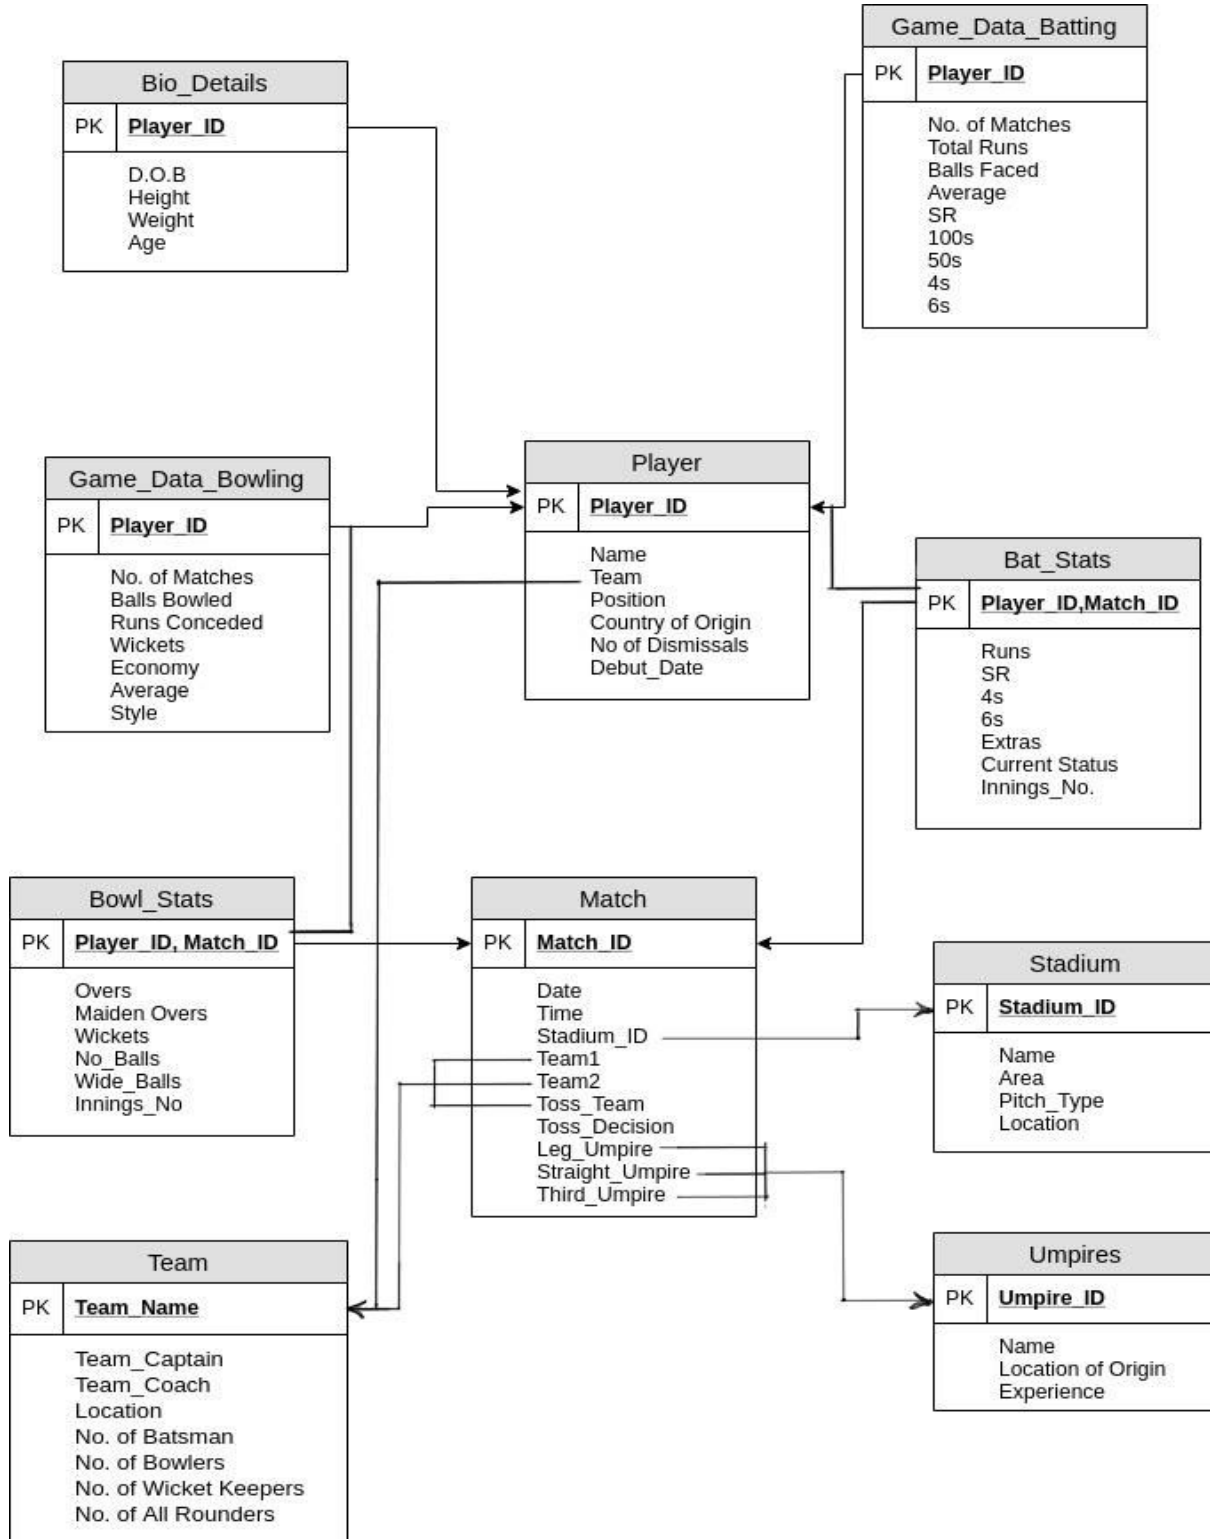 Game_Data_Batting
PK Player_ID
No. of Matches
Total Runs
Balls Faced
Average
SR
100s
50s
4s
6s
Bio_Details
PK Player_ID
D.O.B
Height
Weight
Age
Player
PK Player_ID
Name
Team
Position
Country of Origin
No of Dismissals
Debut_Date
Game_Data_Bowling
PK Player_ID
No. of Matches
Balls Bowled
Runs Conceded
Wickets
Economy
Average
Style
Bat_Stats
PK Player_ID,Match_ID
Runs
SR
4s
6s
Extras
Current Status
Innings_No.
Bowl_Stats
PK Player_ID, Match_ID
Overs
Maiden Overs
Wickets
No_Balls
Wide_Balls
Innings_No
Match
PK Match_ID
Date
Time
Stadium_ID
Team1
Team2
Toss_Team
Toss_Decision
Leg_Umpire
Straight_Umpire
Third_Umpire
Stadium
PK Stadium_ID
Name
Area
Pitch_Type
Location
Team
PK Team_Name
Team_Captain
Team_Coach
Location
No. of Batsman
No. of Bowlers
No. of Wicket Keepers
No. of All Rounders
Umpires
PK Umpire_ID
Name
Location of Origin
Experience